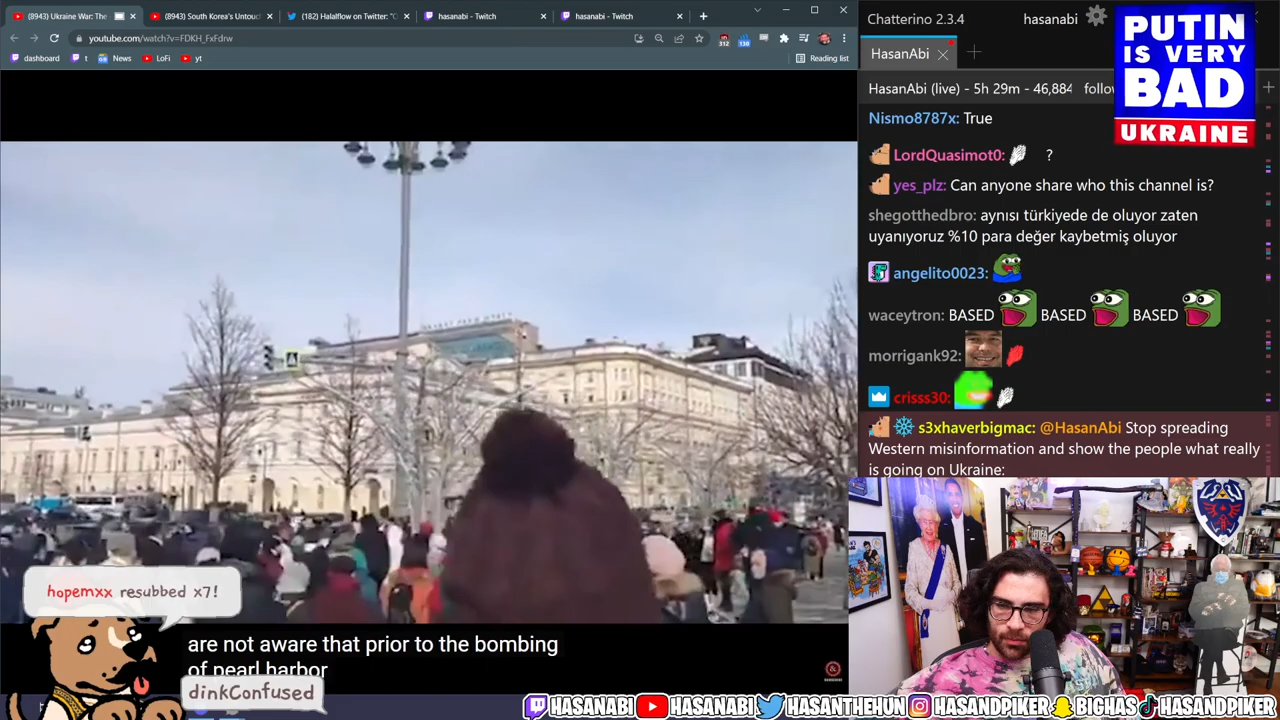 (8943) Ukraine War: The
(8943) South Korea's Untouch
(182) Halalflow on Twitter: "C
hasanabi - Twitch
hasanabi - Twitch
youtube.com/watch?v=FDKH_FxFdrw
312
130
dashboard
t
News
LoFi
yt
Reading list
Chatterino 2.3.4
hasanabi
HasanAbi
HasanAbi (live) - 5h 29m - 46,884
follow
PUTIN
IS VERY
BAD
UKRAINE
Nismo8787x: True
LordQuasimot0: ?
yes_plz: Can anyone share who this channel is?
shegotthedbro: aynısı türkiyede de oluyor zaten
uyanıyoruz %10 para değer kaybetmiş oluyor
angelito0023:
waceytron: BASED BASED BASED
morrigank92:
crisss30:
s3xhaverbigmac: @HasanAbi Stop spreading
Western misinformation and show the people what really
is going on Ukraine:
hopemxx resubbed x7!
are not aware that prior to the bombing
of pearl harbor
dinkConfused
SUBSCRIBE
HASANABI
HASANABI
HASANTHEHUN
HASANDPIKER
BIGHAS
HASANDPIKER